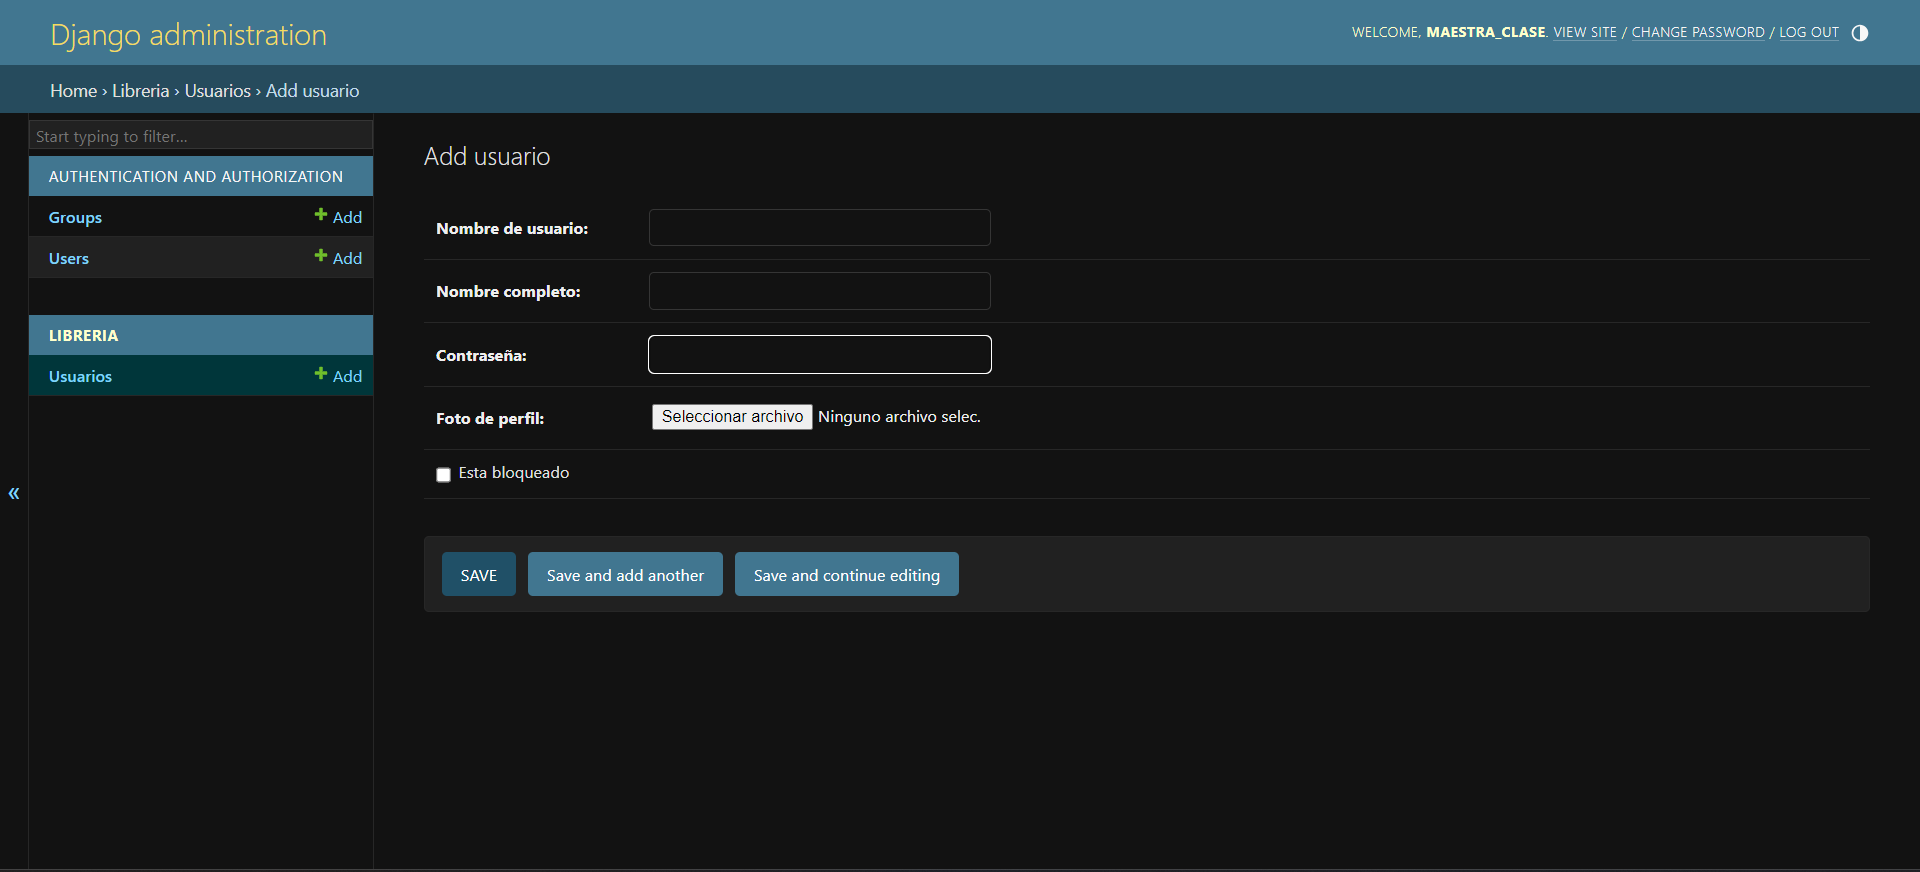 Django administration
WELCOME, MAESTRA_CLASE. VIEW SITE / CHANGE PASSWORD / LOG OUT
Home › Libreria › Usuarios › Add usuario
Start typing to filter...
AUTHENTICATION AND AUTHORIZATION
Groups Add
Users Add
LIBRERIA
Usuarios Add
«
Add usuario
Nombre de usuario:
Nombre completo:
Contraseña:
Foto de perfil: Seleccionar archivo Ninguno archivo selec.
Esta bloqueado
SAVE Save and add another Save and continue editing